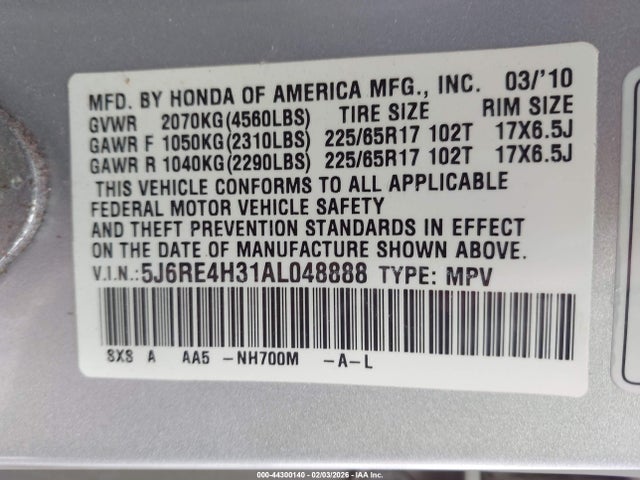 MFD. BY HONDA OF AMERICA MFG., INC. 03/'10
GVWR 2070KG(4560LBS) TIRE SIZE RIM SIZE
GAWR F 1050KG(2310LBS) 225/65R17 102T 17X6.5J
GAWR R 1040KG(2290LBS) 225/65R17 102T 17X6.5J
THIS VEHICLE CONFORMS TO ALL APPLICABLE
FEDERAL MOTOR VEHICLE SAFETY
AND THEFT PREVENTION STANDARDS IN EFFECT
ON THE DATE OF MANUFACTURE SHOWN ABOVE.
V.I.N.:5J6RE4H31AL048888 TYPE: MPV
SXS A AA5 -NH700M -A-L
000-44300140 - 02/03/2026 - IAA Inc.